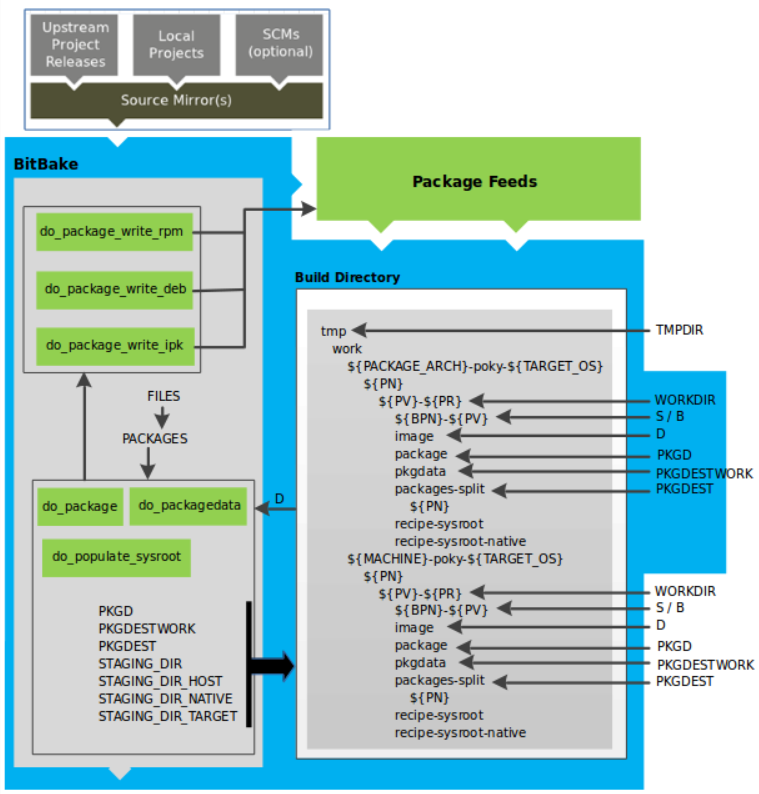 Upstream
Project
Releases
Local
Projects
SCMs
(optional)
Source Mirror(s)
BitBake
Package Feeds
do_package_write_rpm
do_package_write_deb
do_package_write_ipk
FILES
PACKAGES
do_package
do_packagedata
do_populate_sysroot
D
PKGD
PKGDESTWORK
PKGDEST
STAGING_DIR
STAGING_DIR_HOST
STAGING_DIR_NATIVE
STAGING_DIR_TARGET
Build Directory
tmp
TMPDIR
work
${PACKAGE_ARCH}-poky-${TARGET_OS}
${PN}
${PV}-${PR}
WORKDIR
${BPN}-${PV}
S / B
image
D
package
PKGD
pkgdata
PKGDESTWORK
packages-split
PKGDEST
${PN}
recipe-sysroot
recipe-sysroot-native
${MACHINE}-poky-${TARGET_OS}
${PN}
${PV}-${PR}
WORKDIR
${BPN}-${PV}
S / B
image
D
package
PKGD
pkgdata
PKGDESTWORK
packages-split
PKGDEST
${PN}
recipe-sysroot
recipe-sysroot-native